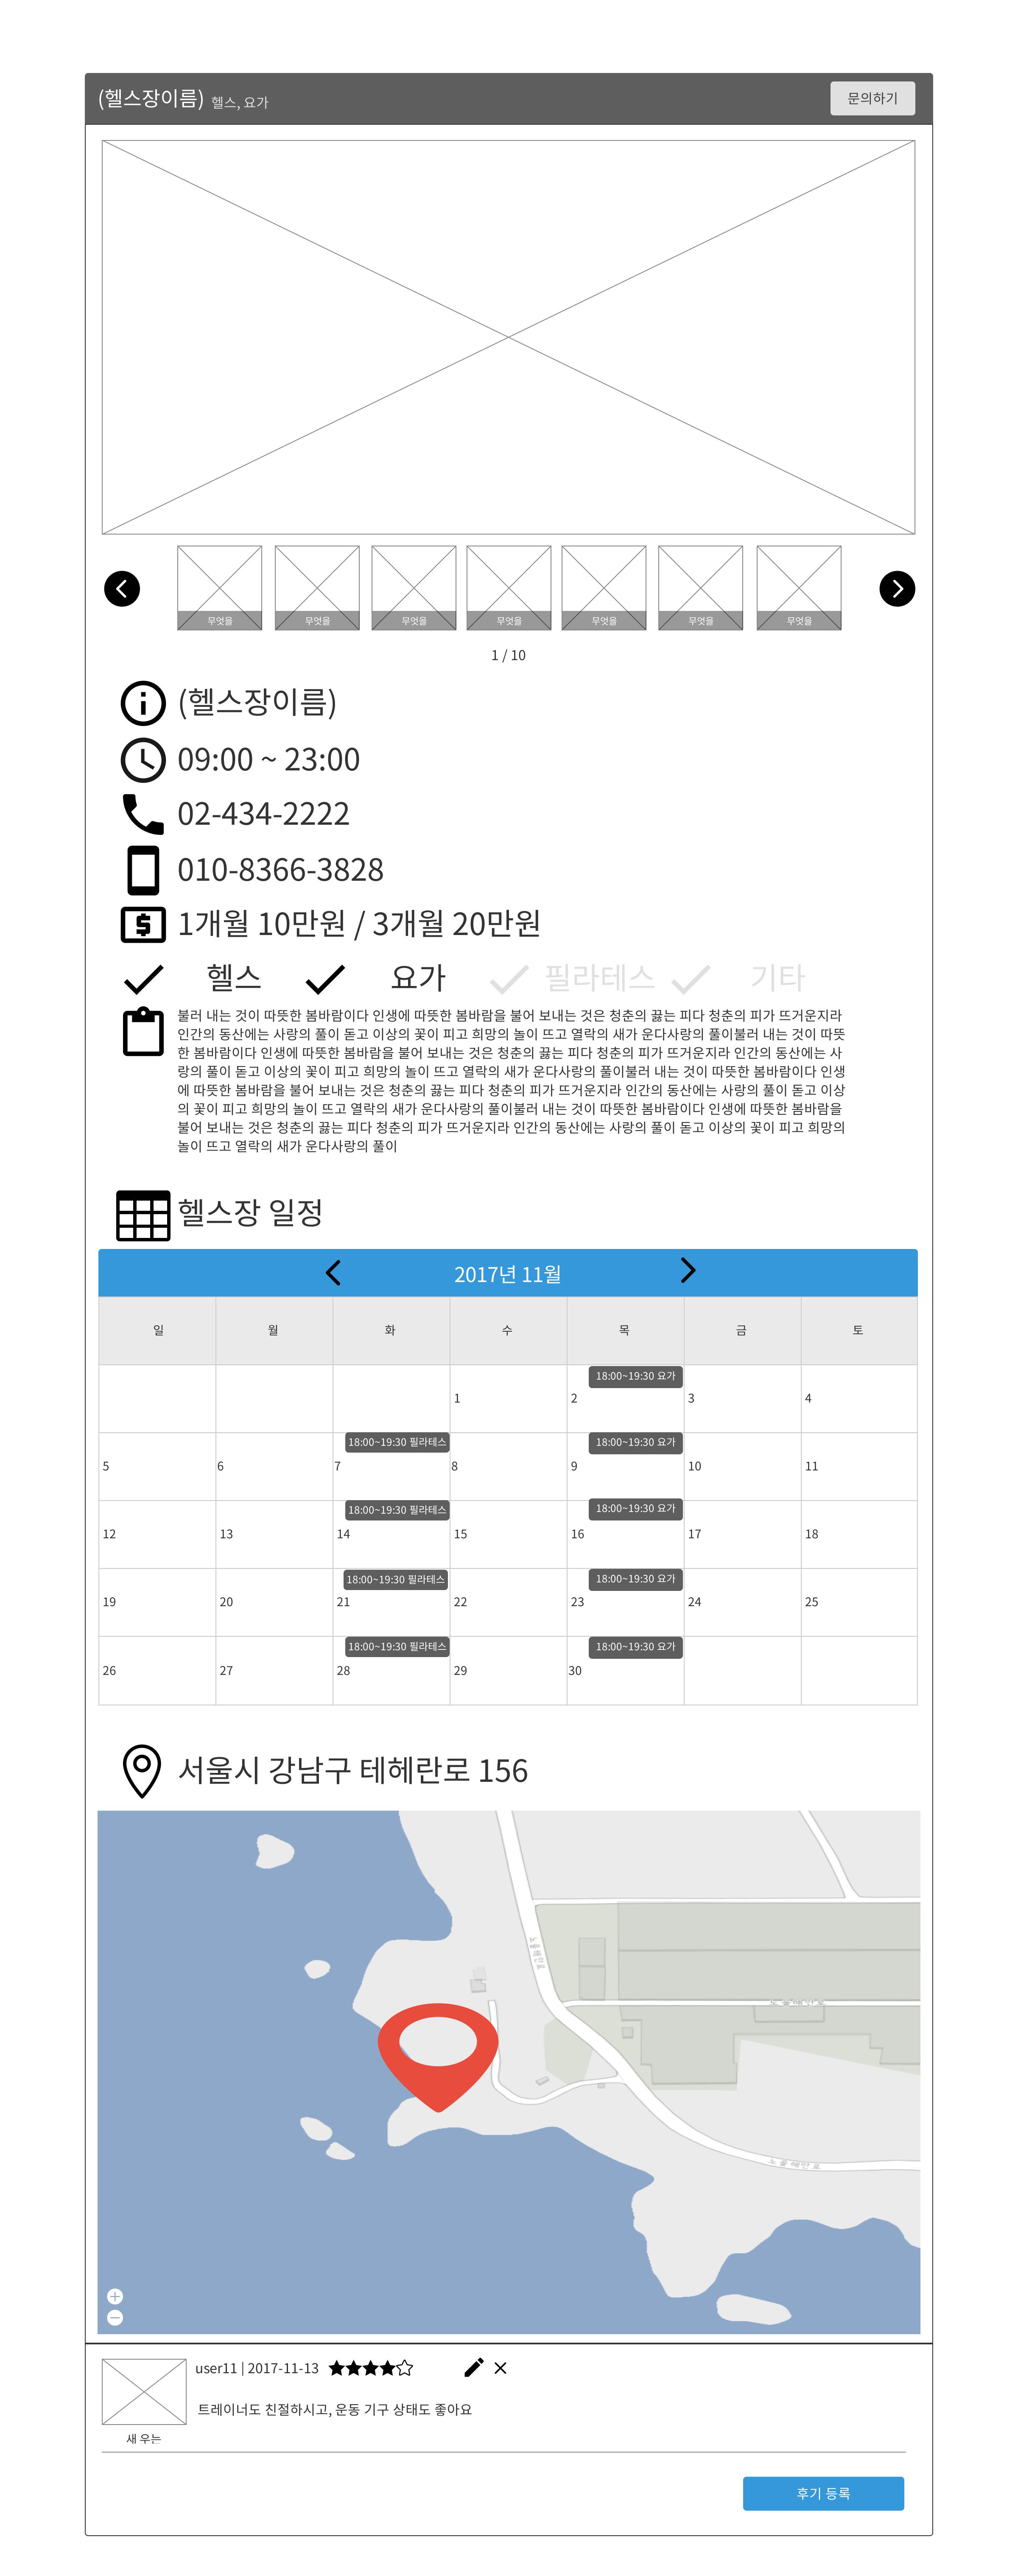 (헬스장이름) 헬스, 요가
문의하기
무엇을 무엇을 무엇을 무엇을 무엇을 무엇을 무엇을
1 / 10
(헬스장이름)
09:00 ~ 23:00
02-434-2222
010-8366-3828
1개월 10만원 / 3개월 20만원
헬스 요가 필라테스 기타
불러 내는 것이 따뜻한 봄바람이다 인생에 따뜻한 봄바람을 불어 보내는 것은 청춘의 끓는 피다 청춘의 피가 뜨거운지라
인간의 동산에는 사랑의 풀이 돋고 이상의 꽃이 피고 희망의 놀이 뜨고 열락의 새가 운다사랑의 풀이불러 내는 것이 따뜻
한 봄바람이다 인생에 따뜻한 봄바람을 불어 보내는 것은 청춘의 끓는 피다 청춘의 피가 뜨거운지라 인간의 동산에는 사
랑의 풀이 돋고 이상의 꽃이 피고 희망의 놀이 뜨고 열락의 새가 운다사랑의 풀이불러 내는 것이 따뜻한 봄바람이다 인생
에 따뜻한 봄바람을 불어 보내는 것은 청춘의 끓는 피다 청춘의 피가 뜨거운지라 인간의 동산에는 사랑의 풀이 돋고 이상
의 꽃이 피고 희망의 놀이 뜨고 열락의 새가 운다사랑의 풀이불러 내는 것이 따뜻한 봄바람이다 인생에 따뜻한 봄바람을
불어 보내는 것은 청춘의 끓는 피다 청춘의 피가 뜨거운지라 인간의 동산에는 사랑의 풀이 돋고 이상의 꽃이 피고 희망의
놀이 뜨고 열락의 새가 운다사랑의 풀이
헬스장 일정
2017년 11월
일 월 화 수 목 금 토
18:00~19:30 요가
1 2 3 4
18:00~19:30 필라테스 18:00~19:30 요가
5 6 7 8 9 10 11
18:00~19:30 필라테스 18:00~19:30 요가
12 13 14 15 16 17 18
18:00~19:30 필라테스 18:00~19:30 요가
19 20 21 22 23 24 25
18:00~19:30 필라테스 18:00~19:30 요가
26 27 28 29 30
서울시 강남구 테헤란로 156
user11 | 2017-11-13
트레이너도 친절하시고, 운동 기구 상태도 좋아요
새 우는
후기 등록